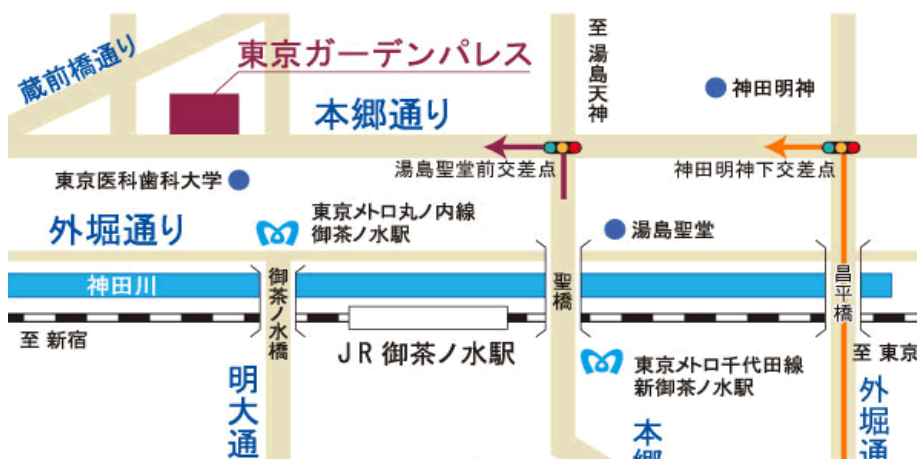 蔵前橋通り
東京ガーデンパレス
至 湯島天神
神田明神
本郷通り
湯島聖堂前交差点
神田明神下交差点
東京医科歯科大学
外堀通り
東京メトロ丸ノ内線
御茶ノ水駅
湯島聖堂
神田川
御茶ノ水橋
聖橋
昌平橋
至 新宿
JR 御茶ノ水駅
至 東京
東京メトロ千代田線
新御茶ノ水駅
明大通
本郷
外堀通